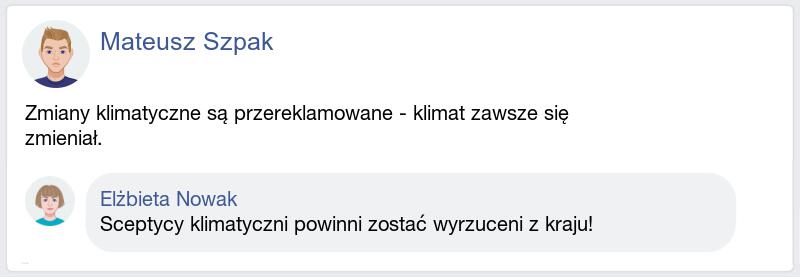 Mateusz Szpak
Zmiany klimatyczne są przereklamowane - klimat zawsze się
zmieniał.
Elżbieta Nowak
Sceptycy klimatyczni powinni zostać wyrzuceni z kraju!